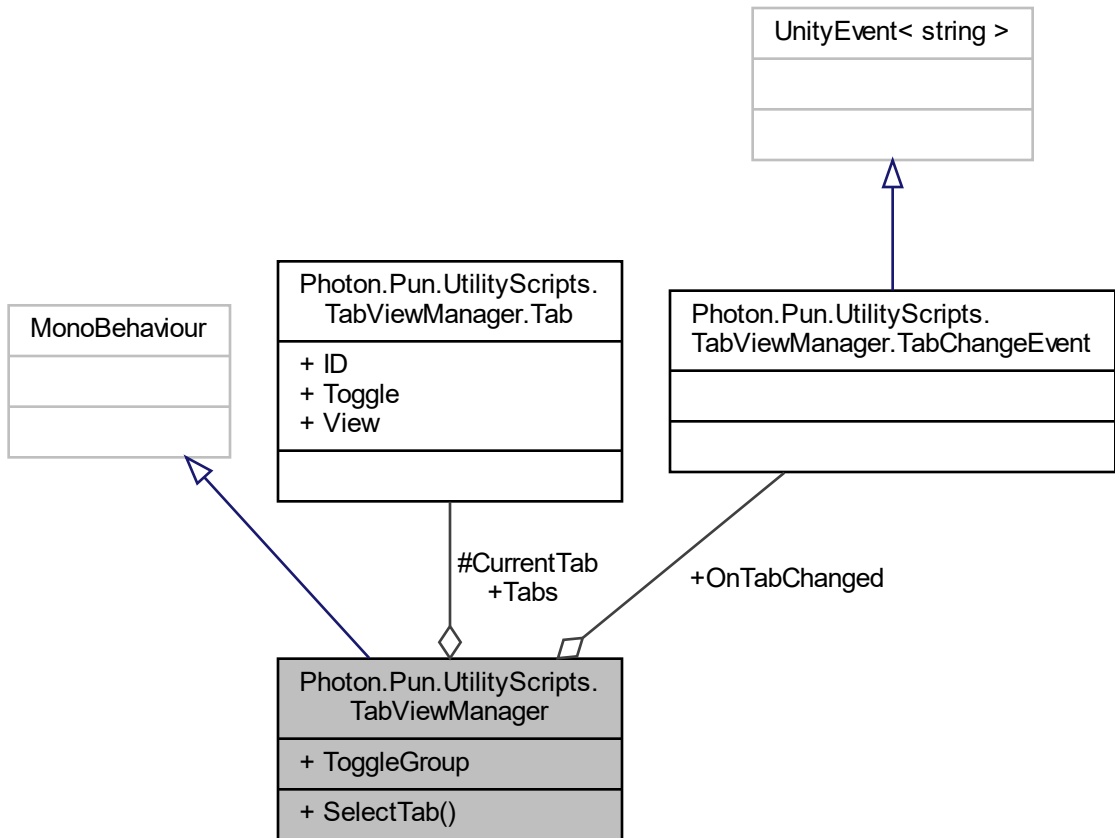 UnityEvent< string >
Photon.Pun.UtilityScripts.
TabViewManager.Tab
+ ID
+ Toggle
+ View
Photon.Pun.UtilityScripts.
TabViewManager.TabChangeEvent
MonoBehaviour
#CurrentTab
+Tabs
+OnTabChanged
Photon.Pun.UtilityScripts.
TabViewManager
+ ToggleGroup
+ SelectTab()